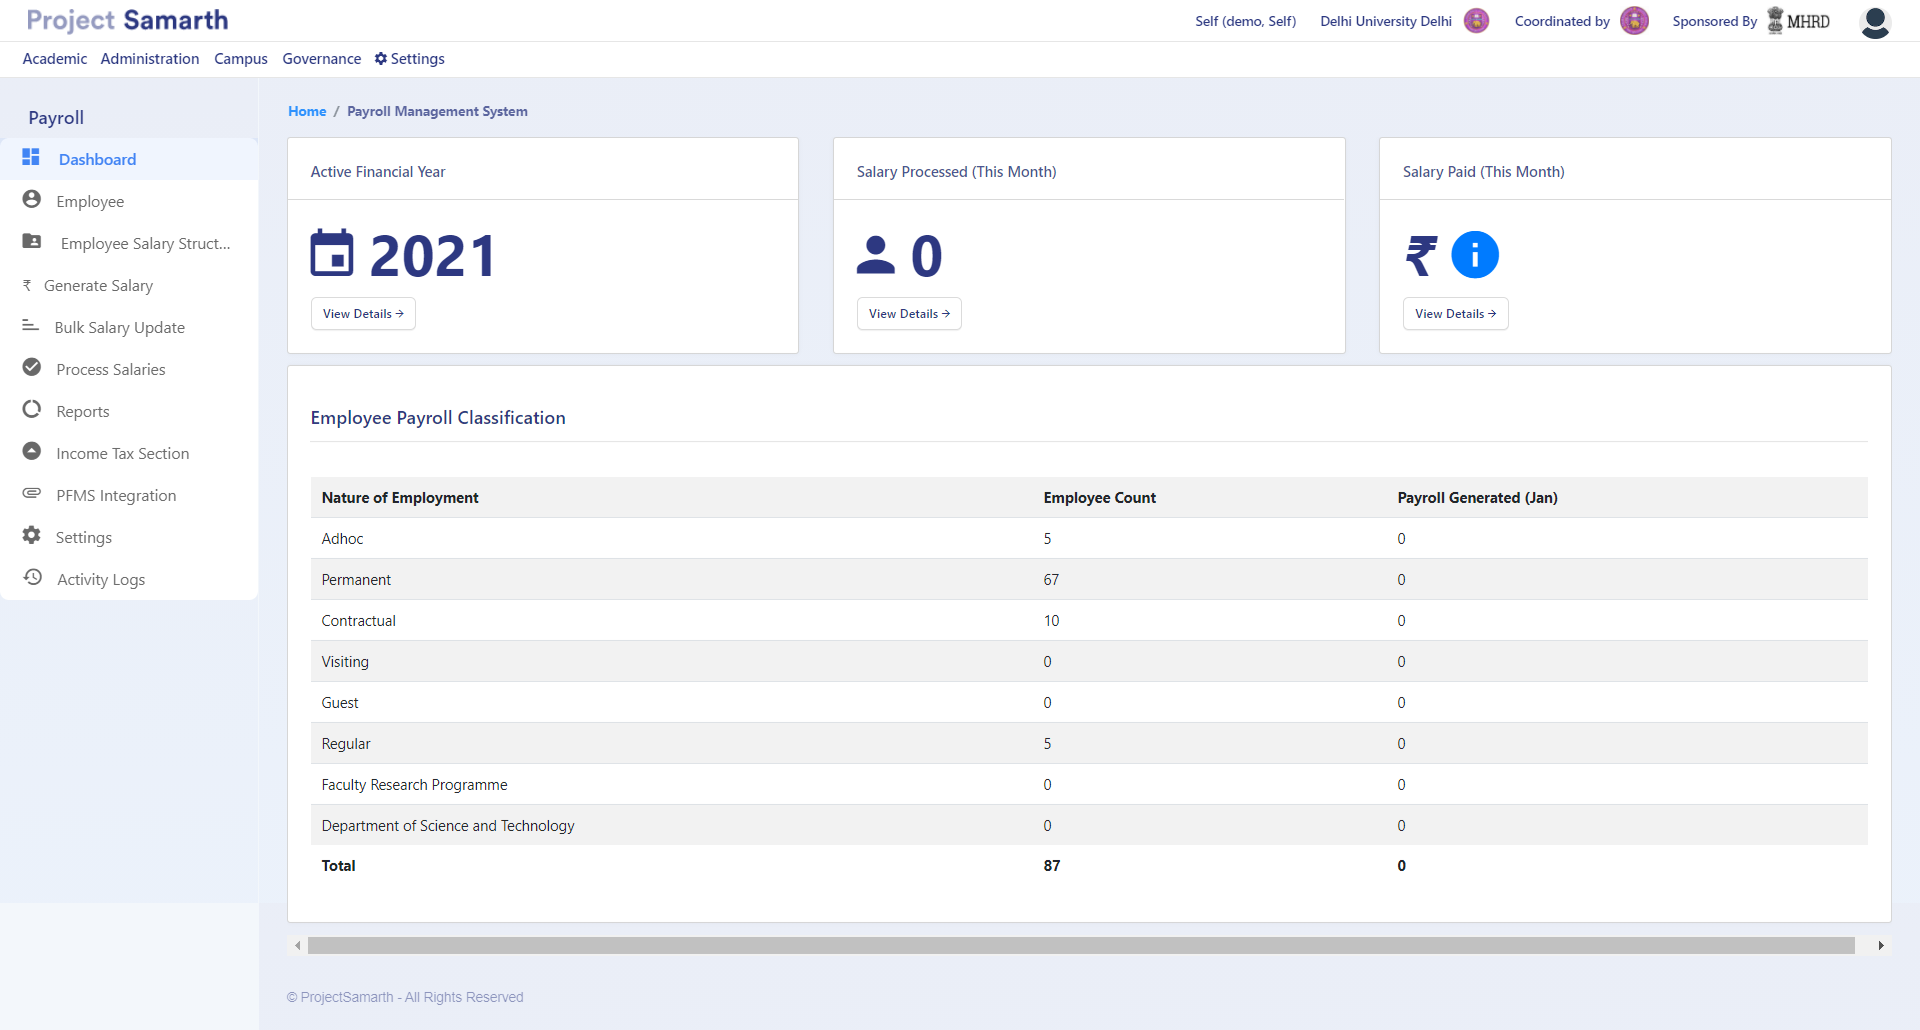 Project Samarth
Self (demo, Self) Delhi University Delhi Coordinated by Sponsored By MHRD
Academic Administration Campus Governance Settings
Payroll
Dashboard
Employee
Employee Salary Struct...
₹ Generate Salary
Bulk Salary Update
Process Salaries
Reports
Income Tax Section
PFMS Integration
Settings
Activity Logs
Home / Payroll Management System
Active Financial Year
2021
View Details →
Salary Processed (This Month)
0
View Details →
Salary Paid (This Month)
₹ i
View Details →
Employee Payroll Classification
Nature of Employment Employee Count Payroll Generated (Jan)
Adhoc 5 0
Permanent 67 0
Contractual 10 0
Visiting 0 0
Guest 0 0
Regular 5 0
Faculty Research Programme 0 0
Department of Science and Technology 0 0
Total 87 0
© ProjectSamarth - All Rights Reserved